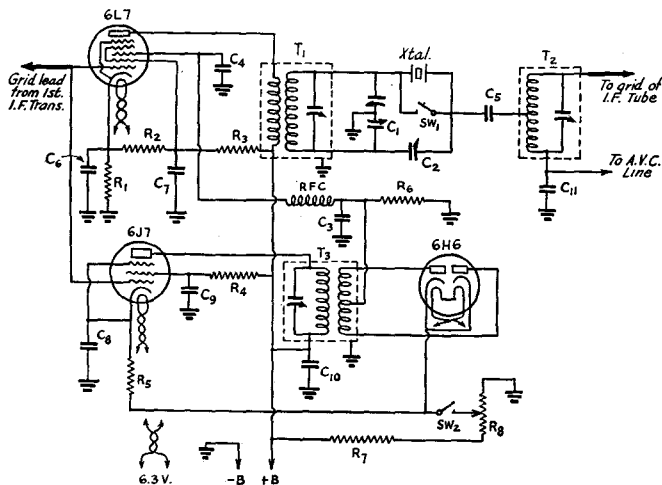 6L7
Grid lead
from 1st.
I.F. Trans.
C4
T1
Xtal.
T2
To grid of
I.F. Tube
C1
SW1
C5
C2
R2
R3
C6
R1
C7
To A.V.C.
Line
C11
RFC
R6
C3
6J7
T3
6H6
C9
R4
C8
C10
R5
SW2
R8
R7
6.3 V.
-B
+B